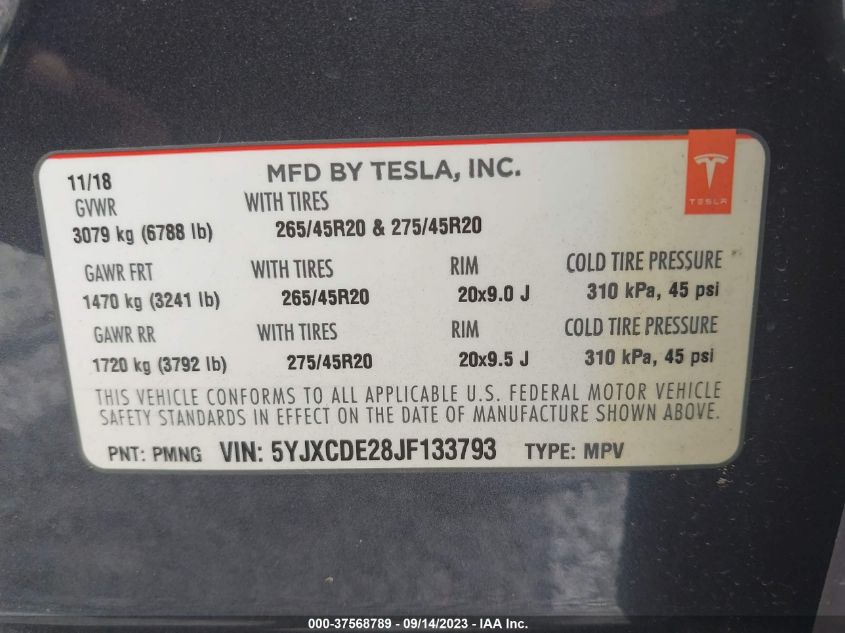 11/18 MFD BY TESLA, INC.
TESLA
GVWR WITH TIRES
3079 kg (6788 lb) 265/45R20 & 275/45R20
GAWR FRT WITH TIRES RIM COLD TIRE PRESSURE
1470 kg (3241 lb) 265/45R20 20x9.0 J 310 kPa, 45 psi
GAWR RR WITH TIRES RIM COLD TIRE PRESSURE
1720 kg (3792 lb) 275/45R20 20x9.5 J 310 kPa, 45 psi
THIS VEHICLE CONFORMS TO ALL APPLICABLE U.S. FEDERAL MOTOR VEHICLE
SAFETY STANDARDS IN EFFECT ON THE DATE OF MANUFACTURE SHOWN ABOVE.
PNT: PMNG VIN: 5YJXCDE28JF133793 TYPE: MPV
000-37568789 - 09/14/2023 - IAA Inc.